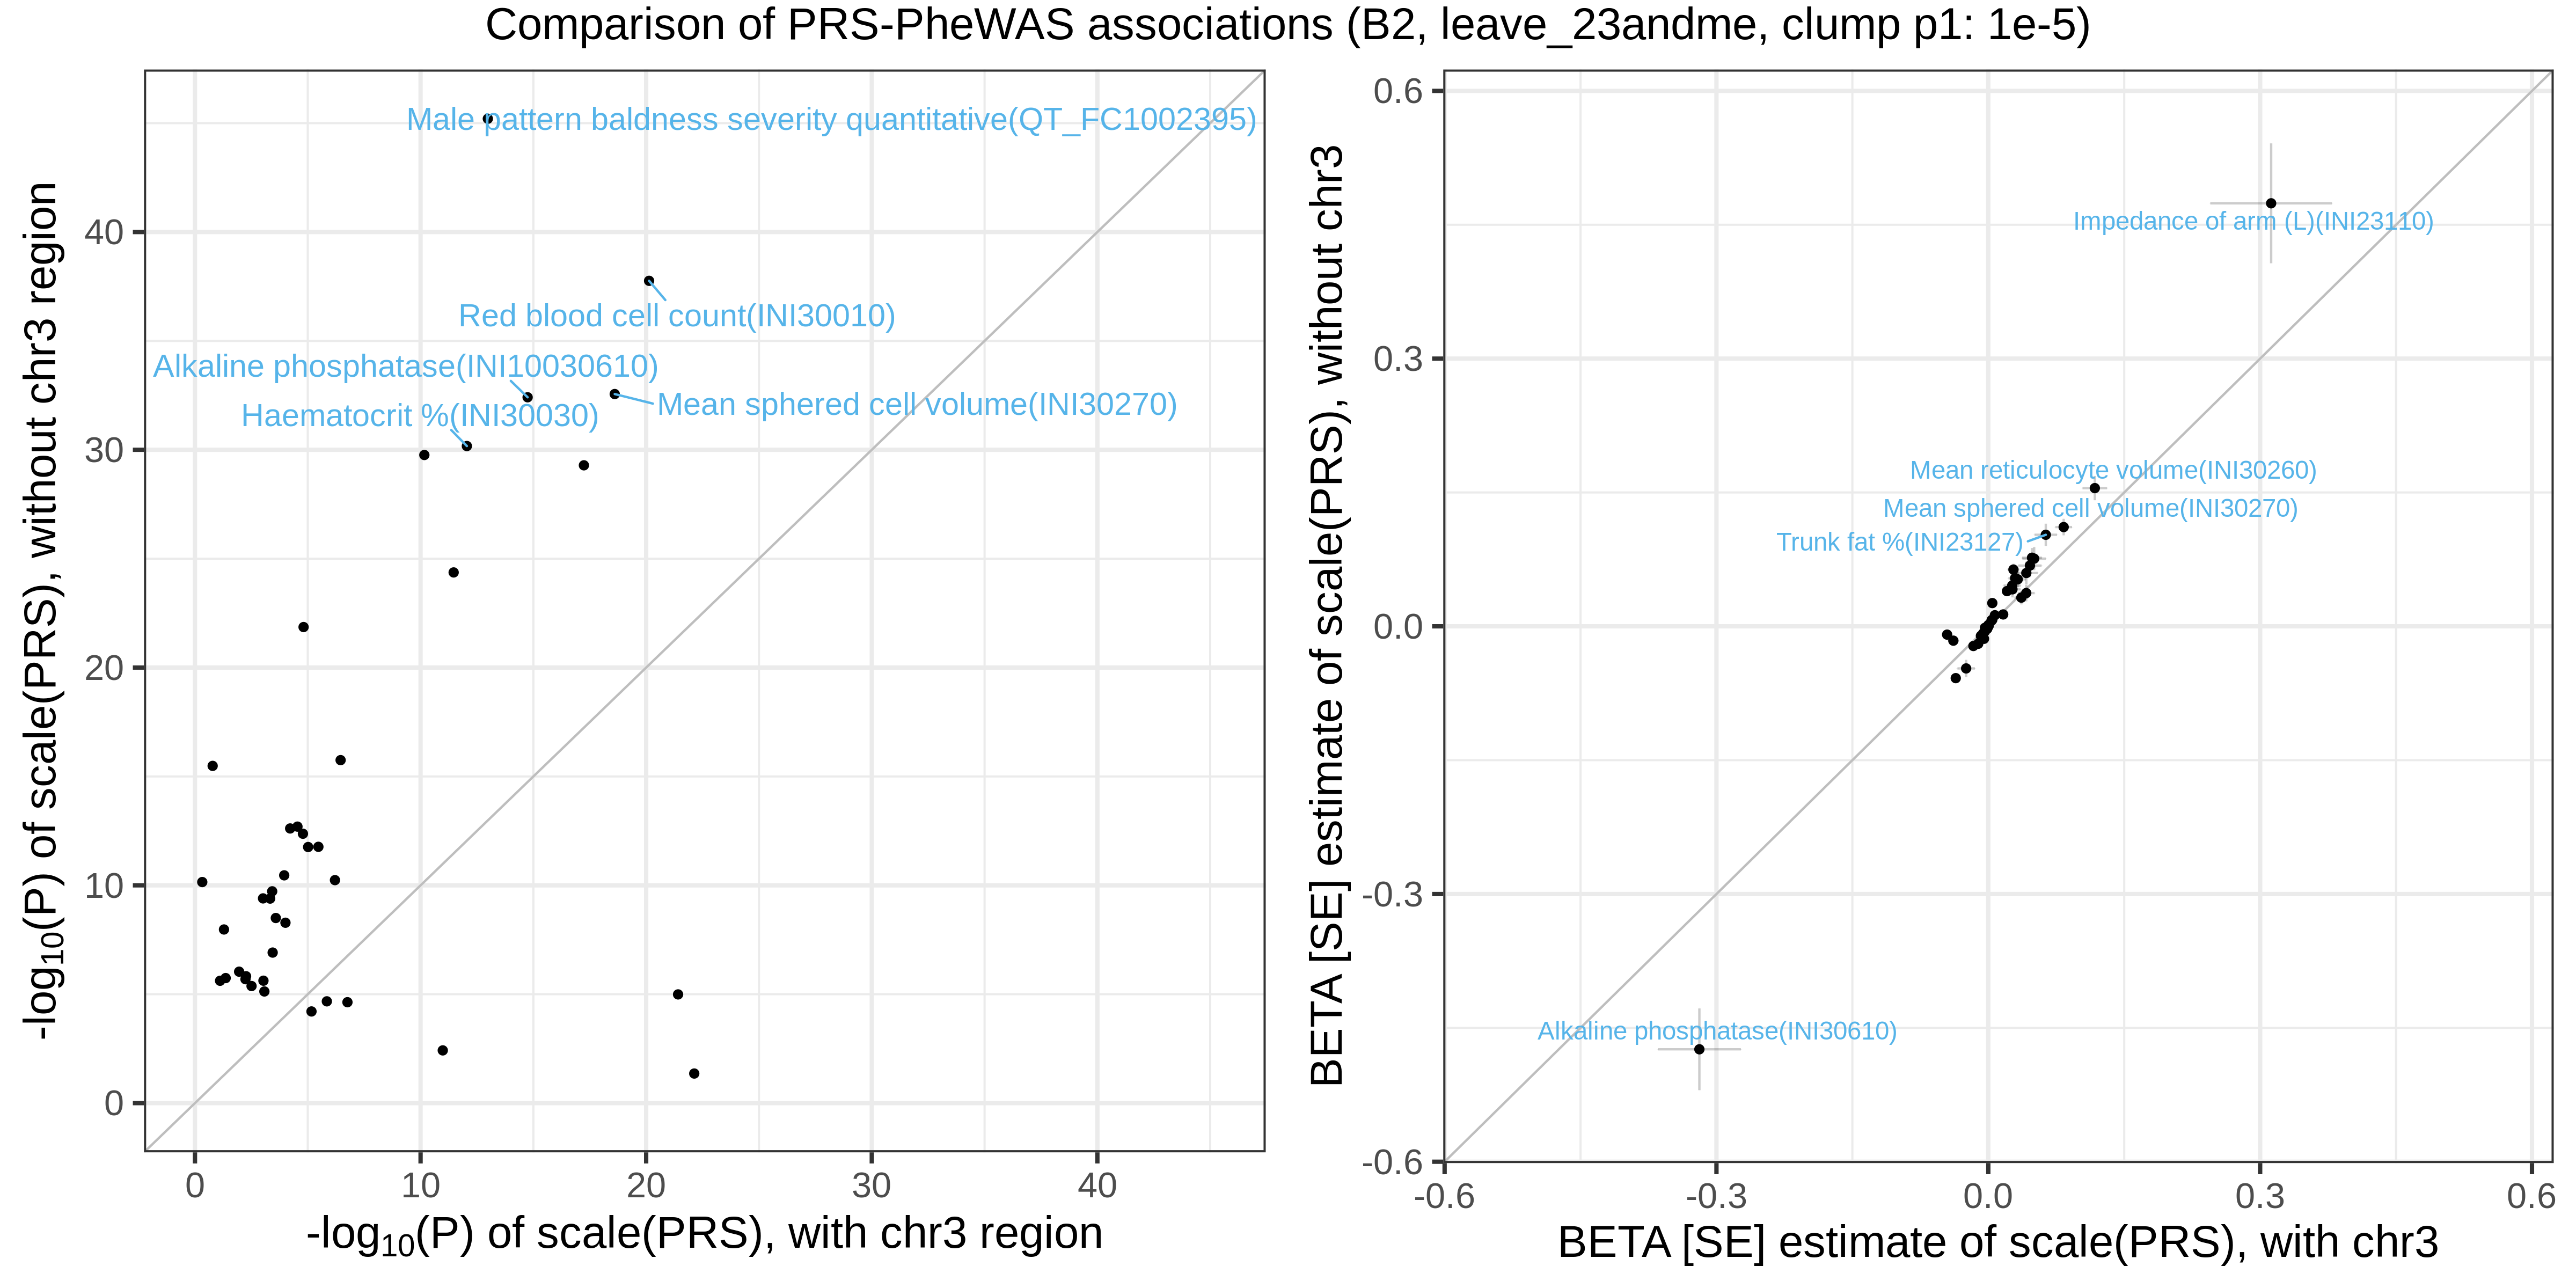 Comparison of PRS-PheWAS associations (B2, leave_23andme, clump p1: 1e-5)
-log10(P) of scale(PRS), without chr3 region
40
30
20
10
0
Male pattern baldness severity quantitative(QT_FC1002395)
Red blood cell count(INI30010)
Alkaline phosphatase(INI10030610)
Mean sphered cell volume(INI30270)
Haematocrit %(INI30030)
0
10
20
30
40
-log10(P) of scale(PRS), with chr3 region
BETA [SE] estimate of scale(PRS), without chr3
0.6
0.3
0.0
-0.3
-0.6
Impedance of arm (L)(INI23110)
Mean reticulocyte volume(INI30260)
Mean sphered cell volume(INI30270)
Trunk fat %(INI23127)
Alkaline phosphatase(INI30610)
-0.6
-0.3
0.0
0.3
0.6
BETA [SE] estimate of scale(PRS), with chr3